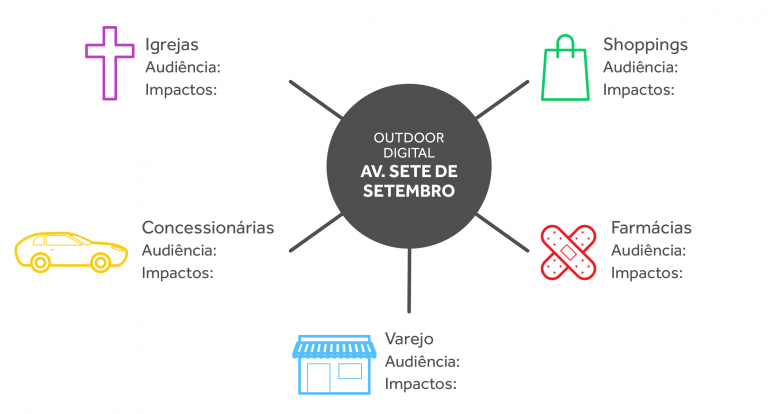 Igrejas
Audiência:
Impactos:
Shoppings
Audiência:
Impactos:
OUTDOOR
DIGITAL
AV. SETE DE
SETEMBRO
Concessionárias
Audiência:
Impactos:
Farmácias
Audiência:
Impactos:
Varejo
Audiência:
Impactos: